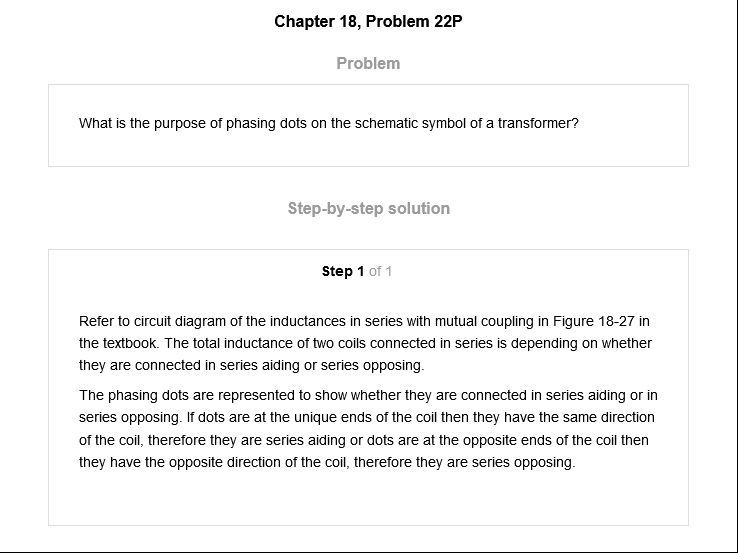 Chapter 18, Problem 22P
Problem
What is the purpose of phasing dots on the schematic symbol of a transformer?
Step-by-step solution
Step 1 of 1
Refer to circuit diagram of the inductances in series with mutual coupling in Figure 18-27 in
the textbook. The total inductance of two coils connected in series is depending on whether
they are connected in series aiding or series opposing.
The phasing dots are represented to show whether they are connected in series aiding or in
series opposing. If dots are at the unique ends of the coil then they have the same direction
of the coil, therefore they are series aiding or dots are at the opposite ends of the coil then
they have the opposite direction of the coil, therefore they are series opposing.